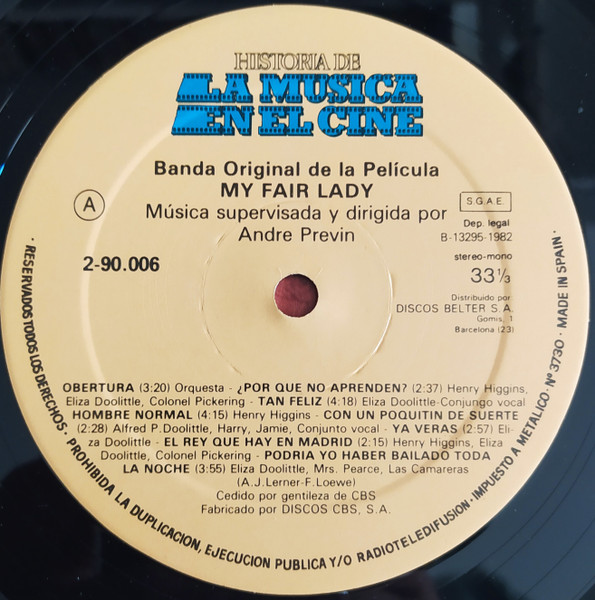 HISTORIA DE
LA MUSICA
EN EL CINE
Banda Original de la Película
MY FAIR LADY
Música supervisada y dirigida por
Andre Previn
A
2-90.006
S.G.A.E.
Dep. legal
B-13295-1982
stereo-mono
33 1/3
Distribuido por
DISCOS BELTER S.A.
Gomis, 1
Barcelona (23)
OBERTURA (3:20) Orquesta - ¿POR QUE NO APRENDEN? (2:37) Henry Higgins,
Eliza Doolittle, Colonel Pickering - TAN FELIZ (4:18) Eliza Doolittle-Conjungo vocal
HOMBRE NORMAL (4:15) Henry Higgins - CON UN POQUITIN DE SUERTE
(2:28) Alfred P. Doolittle, Harry, Jamie, Conjunto vocal - YA VERAS (2:57) Eli-
za Doolittle - EL REY QUE HAY EN MADRID (2:15) Henry Higgins, Eliza
Doolittle, Colonel Pickering - PODRIA YO HABER BAILADO TODA
LA NOCHE (3:55) Eliza Doolittle, Mrs. Pearce, Las Camareras
(A.J.Lerner-F.Loewe)
Cedido por gentileza de CBS
Fabricado por DISCOS CBS, S.A.
· RESERVADOS TODOS LOS DERECHOS · PROHIBIDA LA DUPLICACION, EJECUCION PUBLICA Y/O RADIOTELEDIFUSION · IMPUESTO A METALICO: Nº 3730 · MADE IN SPAIN ·